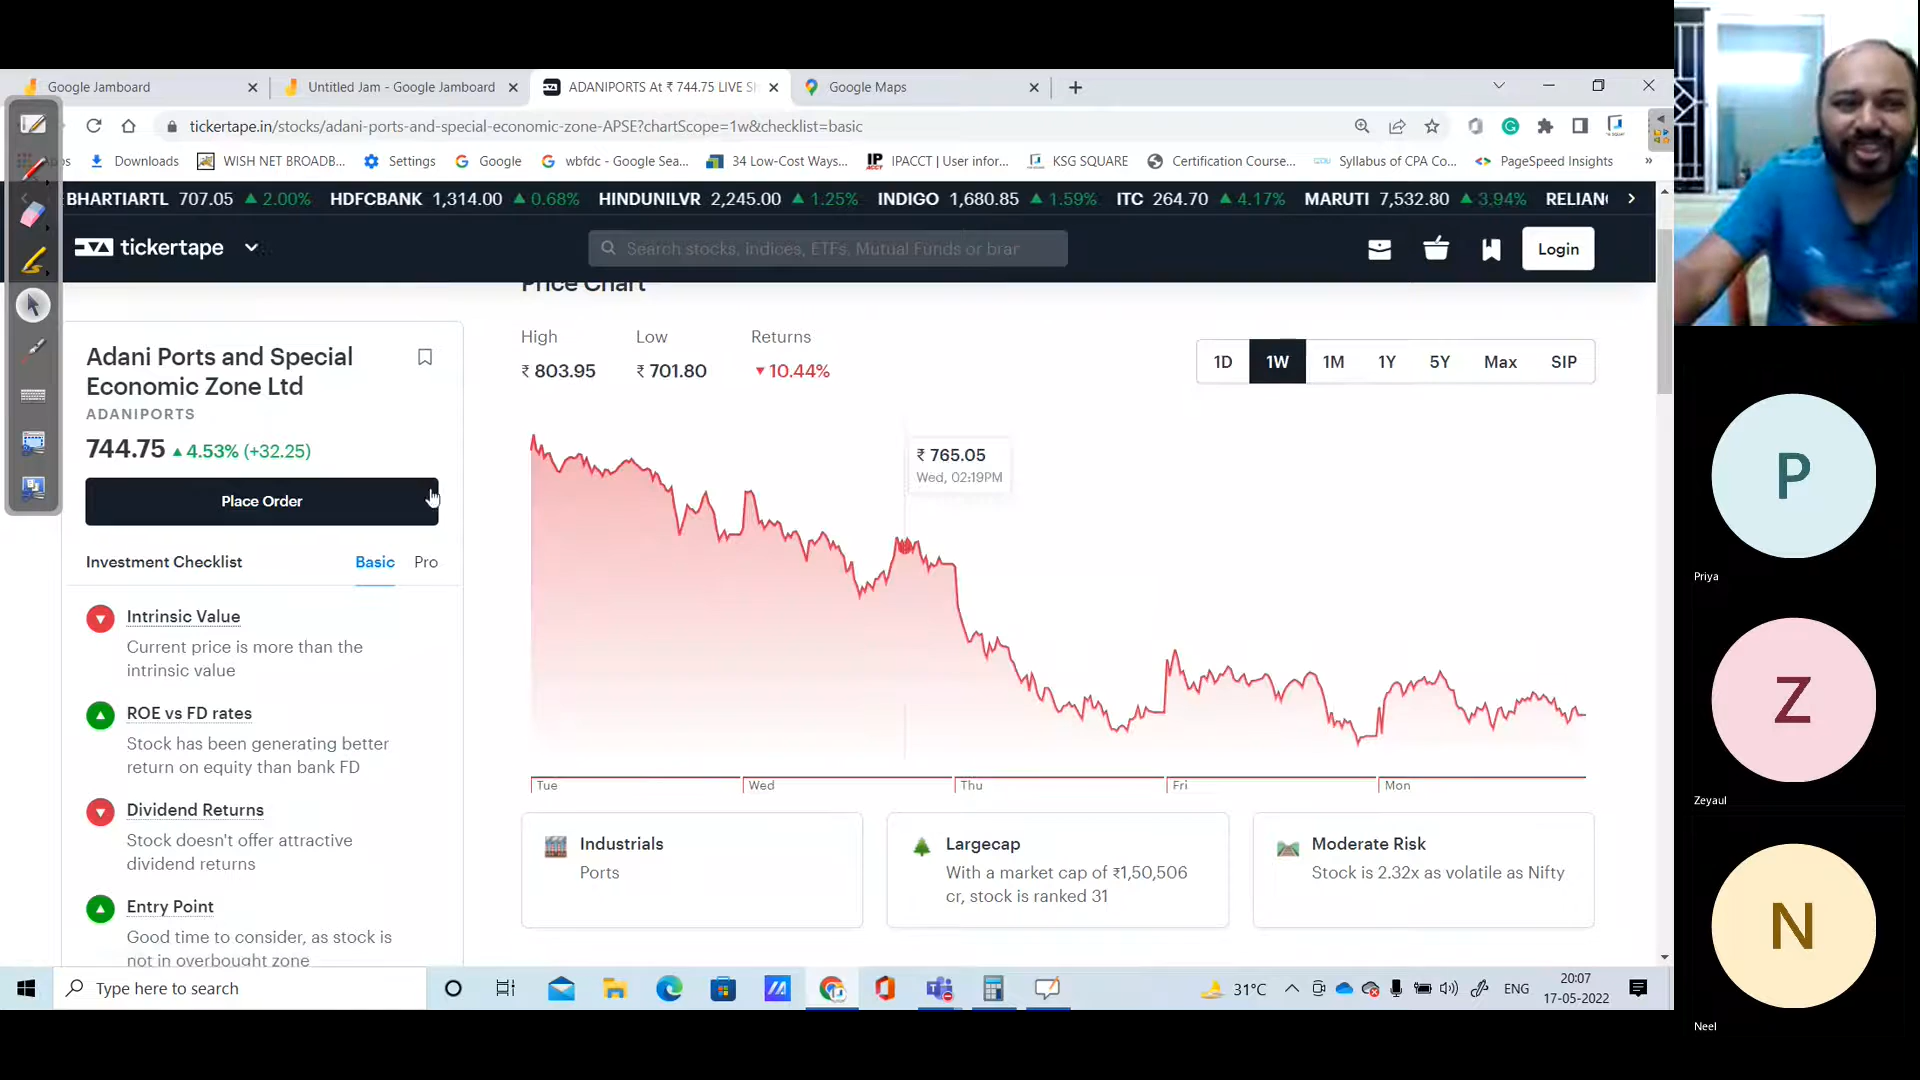 Google Jamboard
Untitled Jam - Google Jamboard
ADANIPORTS At ₹ 744.75 LIVE S
Google Maps
tickertape.in/stocks/adani-ports-and-special-economic-zone-APSE?chartScope=1w&checklist=basic
Downloads
WISH NET BROADB...
Settings
Google
wbfdc - Google Sea...
34 Low-Cost Ways...
IPACCT | User infor...
KSG SQUARE
Certification Course...
Syllabus of CPA Co...
PageSpeed Insights
»
BHARTIARTL 707.05 ▲ 2.00% HDFCBANK 1,314.00 ▲ 0.68% HINDUNILVR 2,245.00 ▲ 1.25% INDIGO 1,680.85 ▲ 1.59% ITC 264.70 ▲ 4.17% MARUTI 7,532.80 ▲ 3.94% RELIAN
tickertape
Search stocks, indices, ETFs, Mutual Funds or brar
Login
Price Chart
Adani Ports and Special
Economic Zone Ltd
ADANIPORTS
744.75 ▲ 4.53% (+32.25)
Place Order
Investment Checklist
Basic
Pro
Intrinsic Value
Current price is more than the
intrinsic value
ROE vs FD rates
Stock has been generating better
return on equity than bank FD
Dividend Returns
Stock doesn't offer attractive
dividend returns
Entry Point
Good time to consider, as stock is
not in overbought zone
High
₹ 803.95
Low
₹ 701.80
Returns
▼ 10.44%
1D
1W
1M
1Y
5Y
Max
SIP
₹ 765.05
Wed, 02:19PM
Tue
Wed
Thu
Fri
Mon
Industrials
Ports
Largecap
With a market cap of ₹1,50,506
cr, stock is ranked 31
Moderate Risk
Stock is 2.32x as volatile as Nifty
Type here to search
31°C
ENG
20:07
17-05-2022
P
Priya
Z
Zeyaul
N
Neel